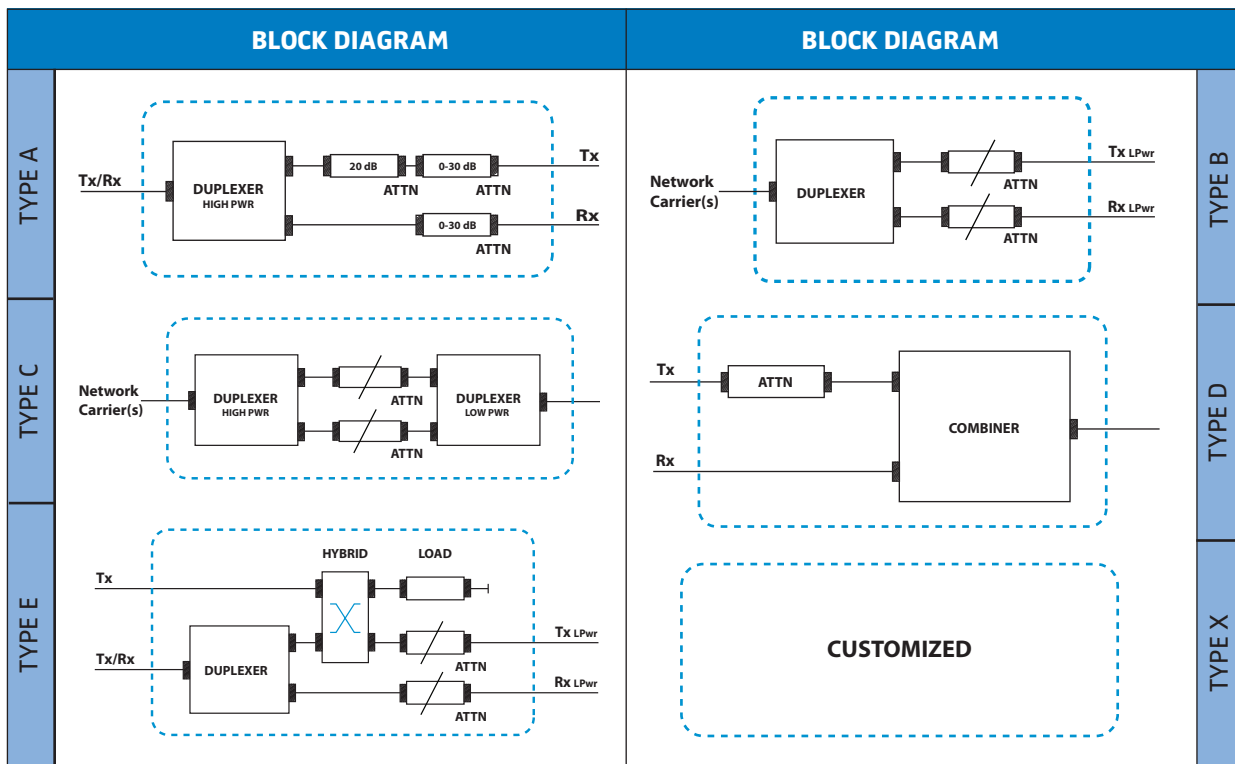 BLOCK DIAGRAM
BLOCK DIAGRAM
TYPE A
Tx/Rx
DUPLEXER
HIGH PWR
20 dB
ATTN
0-30 dB
ATTN
Tx
0-30 dB
ATTN
Rx
TYPE B
Network
Carrier(s)
DUPLEXER
ATTN
Tx LPwr
ATTN
Rx LPwr
TYPE C
Network
Carrier(s)
DUPLEXER
HIGH PWR
ATTN
ATTN
DUPLEXER
LOW PWR
TYPE D
Tx
ATTN
Rx
COMBINER
TYPE E
HYBRID
LOAD
Tx
Tx/Rx
DUPLEXER
Tx LPwr
ATTN
Rx LPwr
ATTN
TYPE X
CUSTOMIZED